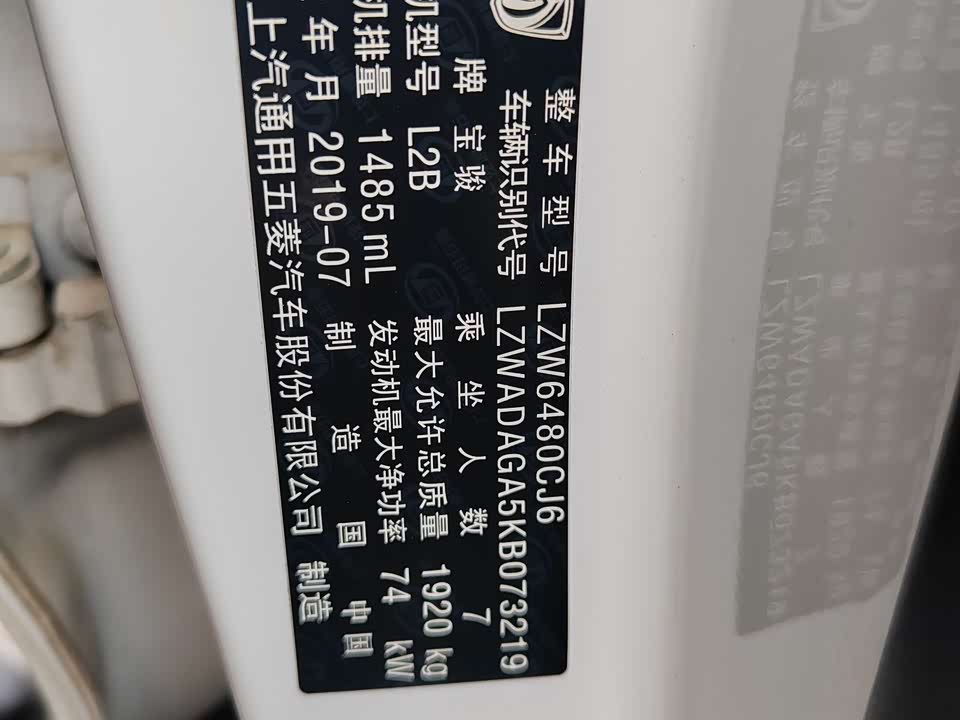 整车型号 LZW6480CJ6
车辆识别代号 LZWADAGA5KB073219
牌 宝骏 乘坐人数 7
机型号 L2B 最大允许总质量 1920 kg
机排量 1485 mL 发动机最大净功率 74 kW
年月 2019-07 制造国 中国
上汽通用五菱汽车股份有限公司 制造